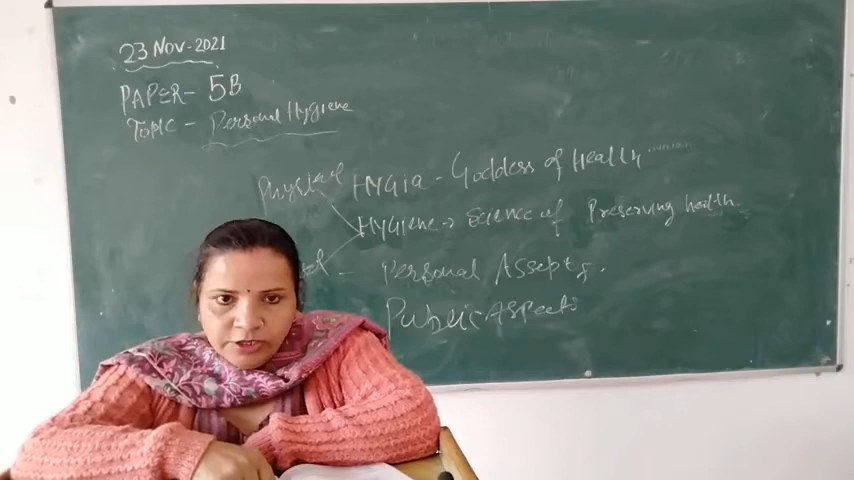 23 Nov-2021
PAPER- 5B
Topic - Personal Hygiene
Physical HYGIA - Goddess of Health
HYGIENE → Science of Preserving health.
- Personal Assepts.
Public Aspects